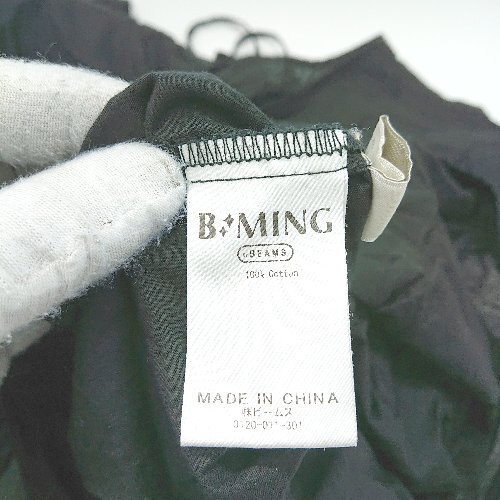 B✧MING
by BEAMS
100% Cotton
MADE IN CHINA
㈱ビームス
0120-011-301